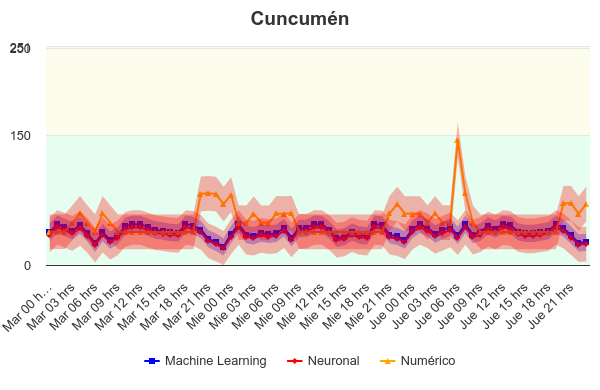 Cuncumén
150
0
Mar 00 h...
Mar 03 hrs
Mar 06 hrs
Mar 09 hrs
Mar 12 hrs
Mar 15 hrs
Mar 18 hrs
Mar 21 hrs
Mie 00 hrs
Mie 03 hrs
Mie 06 hrs
Mie 09 hrs
Mie 12 hrs
Mie 15 hrs
Mie 18 hrs
Mie 21 hrs
Jue 00 hrs
Jue 03 hrs
Jue 06 hrs
Jue 09 hrs
Jue 12 hrs
Jue 15 hrs
Jue 18 hrs
Jue 21 hrs
Machine Learning Neuronal Numérico